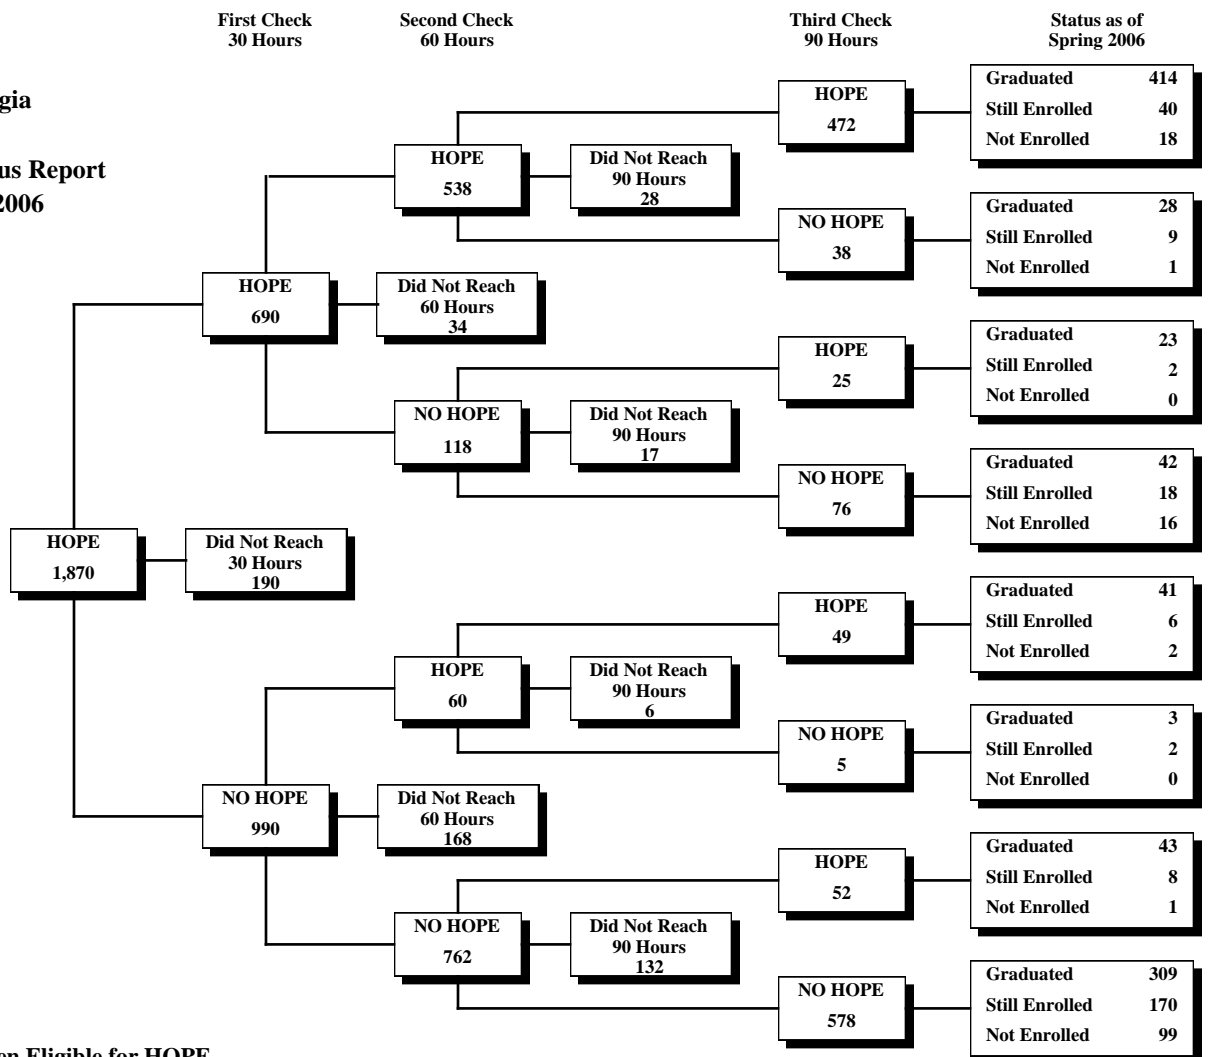 First Check
30 Hours
Second Check
60 Hours
Third Check
90 Hours
Status as of
Spring 2006
gia
us Report
2006
HOPE
1,870
Did Not Reach
30 Hours
190
HOPE
690
Did Not Reach
60 Hours
34
NO HOPE
990
Did Not Reach
60 Hours
168
HOPE
538
Did Not Reach
90 Hours
28
NO HOPE
118
Did Not Reach
90 Hours
17
HOPE
60
Did Not Reach
90 Hours
6
NO HOPE
762
Did Not Reach
90 Hours
132
HOPE
472
Graduated 414
Still Enrolled 40
Not Enrolled 18
NO HOPE
38
Graduated 28
Still Enrolled 9
Not Enrolled 1
HOPE
25
Graduated 23
Still Enrolled 2
Not Enrolled 0
NO HOPE
76
Graduated 42
Still Enrolled 18
Not Enrolled 16
HOPE
49
Graduated 41
Still Enrolled 6
Not Enrolled 2
NO HOPE
5
Graduated 3
Still Enrolled 2
Not Enrolled 0
HOPE
52
Graduated 43
Still Enrolled 8
Not Enrolled 1
NO HOPE
578
Graduated 309
Still Enrolled 170
Not Enrolled 99
en Eligible for HOPE